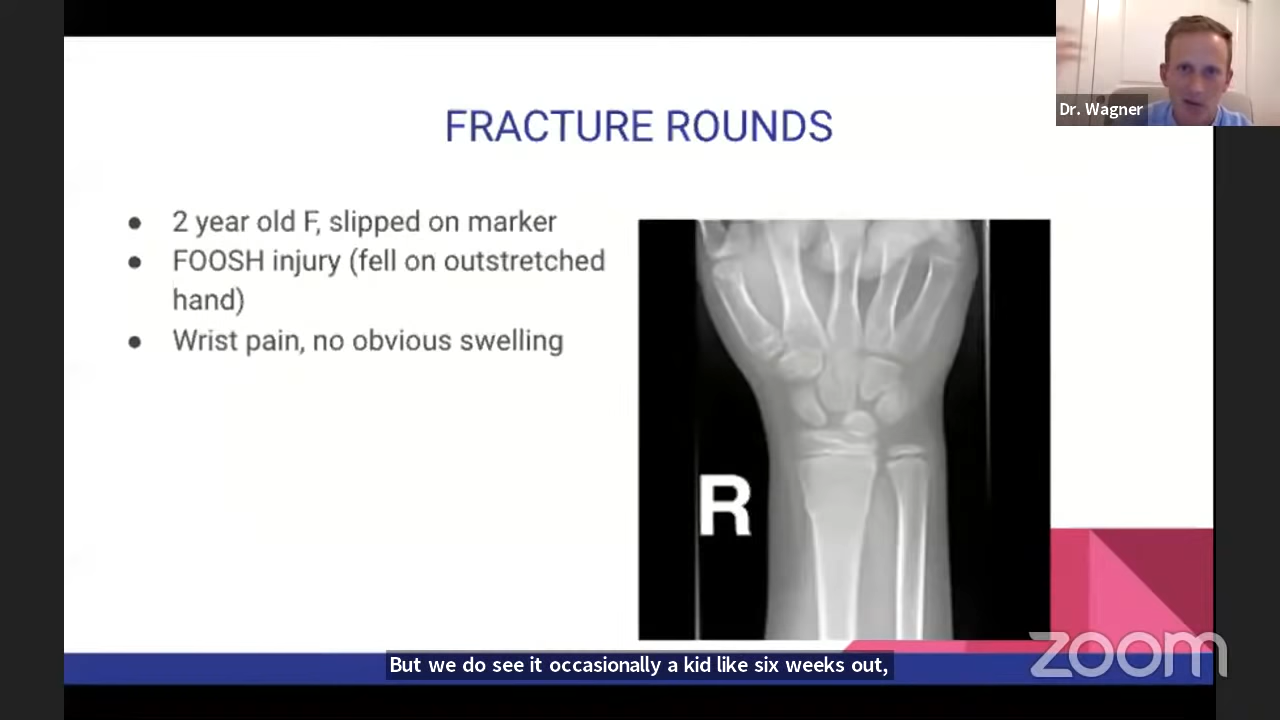 Dr. Wagner
FRACTURE ROUNDS
● 2 year old F, slipped on marker
● FOOSH injury (fell on outstretched
hand)
● Wrist pain, no obvious swelling
R
But we do see it occasionally a kid like six weeks out,
zoom